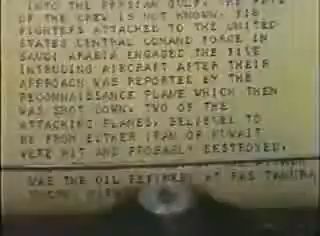 INTO THE PERSIAN GULF. THE FATE
OF THE CREW IS NOT KNOWN. SIX
FIGHTERS ATTACHED TO THE UNITED
STATES CENTRAL COMAND FORCE IN
SAUDI ARABIA ENGAGED THE FIVE
INTRUDING AIRCRAFT AFTER THEIR
APPROACH WAS REPORTED BY THE
RECONNAISSANCE PLANE WHICH THEN
WAS SHOT DOWN. TWO OF THE
ATTACKING PLANES, BELIEVED TO
BE FROM EITHER IRAN OR KUWAIT
WERE HIT AND PROBABLY DESTROYED.
WAS THE OIL REFINERY AT RAS TANURA